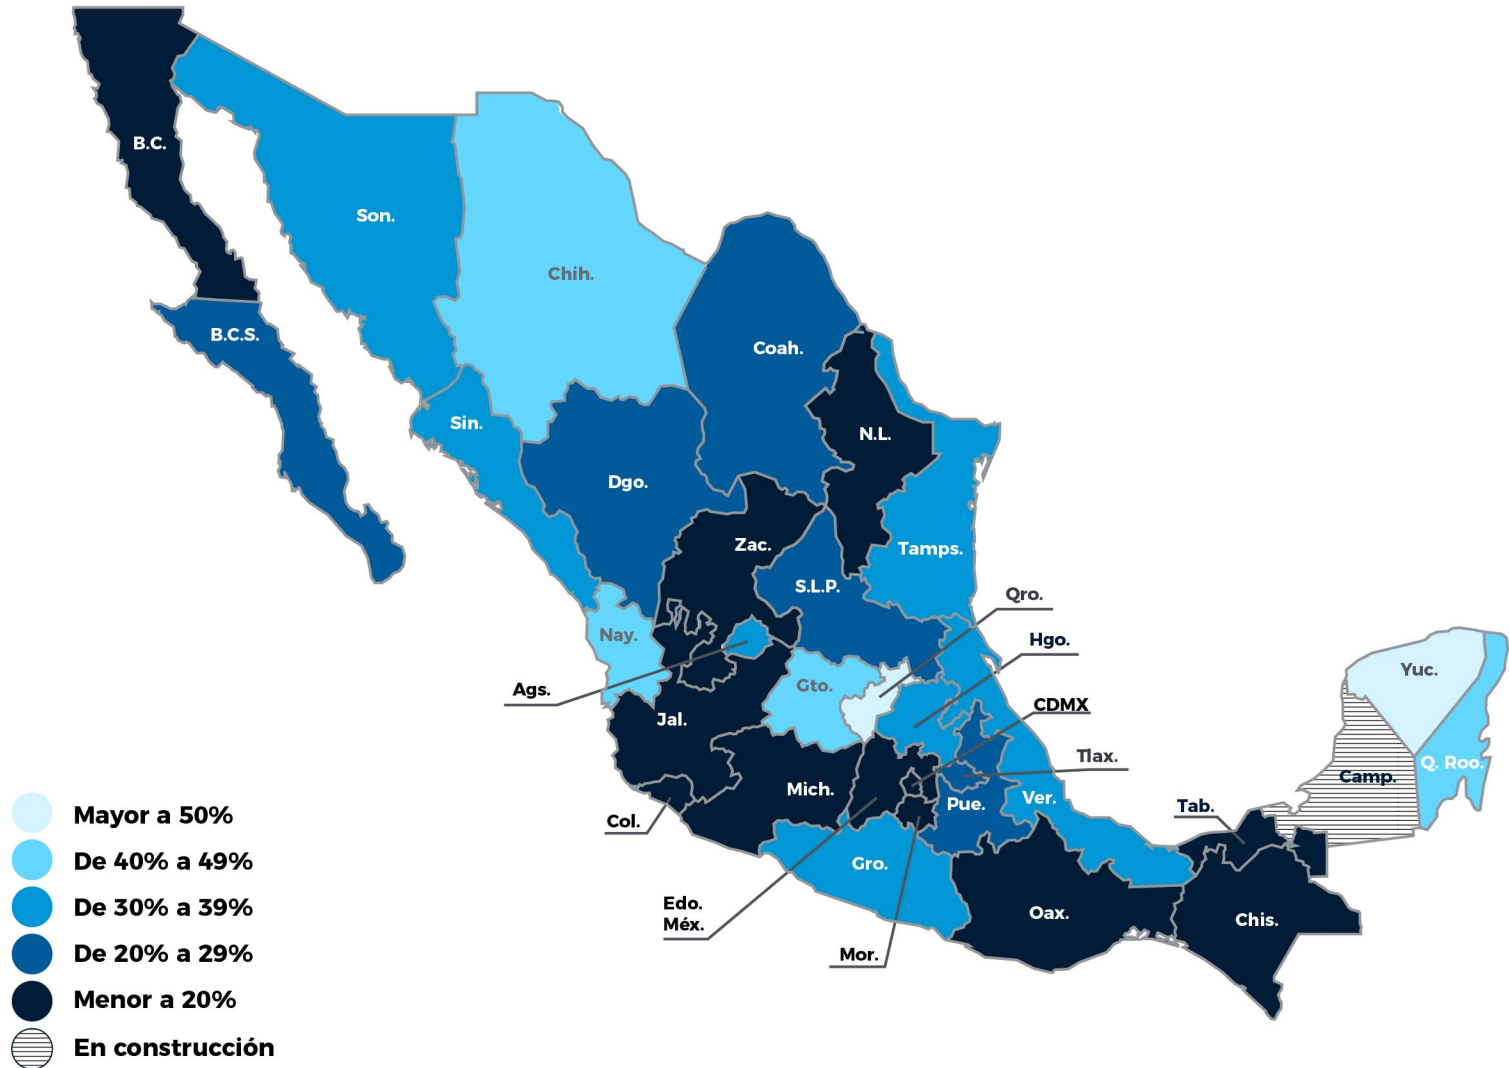 B.C.
Son.
Chih.
B.C.S.
Coah.
Sin.
N.L.
Dgo.
Zac.
Tamps.
S.L.P.
Qro.
Nay.
Hgo.
Yuc.
Gto.
Ags.
CDMX
Jal.
Tlax.
Q. Roo.
Camp.
Mich.
Ver.
Pue.
Tab.
Col.
Gro.
Edo.
Méx.
Oax.
Chis.
Mor.
Mayor a 50%
De 40% a 49%
De 30% a 39%
De 20% a 29%
Menor a 20%
En construcción